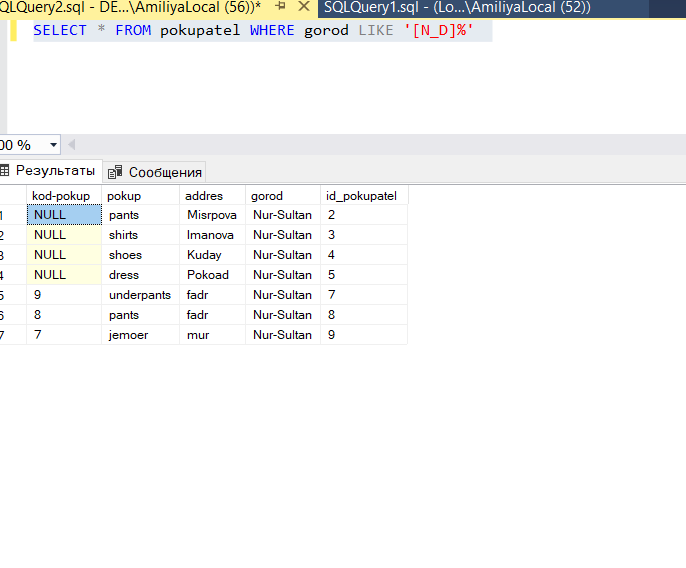 QLQuery2.sql - DE...\AmiliyaLocal (56))* SQLQuery1.sql - (Lo...\AmiliyaLocal (52))
SELECT * FROM pokupatel WHERE gorod LIKE '[N_D]%'
00 %
Результаты Сообщения
kod-pokup pokup addres gorod id_pokupatel
1 NULL pants Misrpova Nur-Sultan 2
2 NULL shirts Imanova Nur-Sultan 3
3 NULL shoes Kuday Nur-Sultan 4
4 NULL dress Pokoad Nur-Sultan 5
5 9 underpants fadr Nur-Sultan 7
6 8 pants fadr Nur-Sultan 8
7 7 jemoer mur Nur-Sultan 9